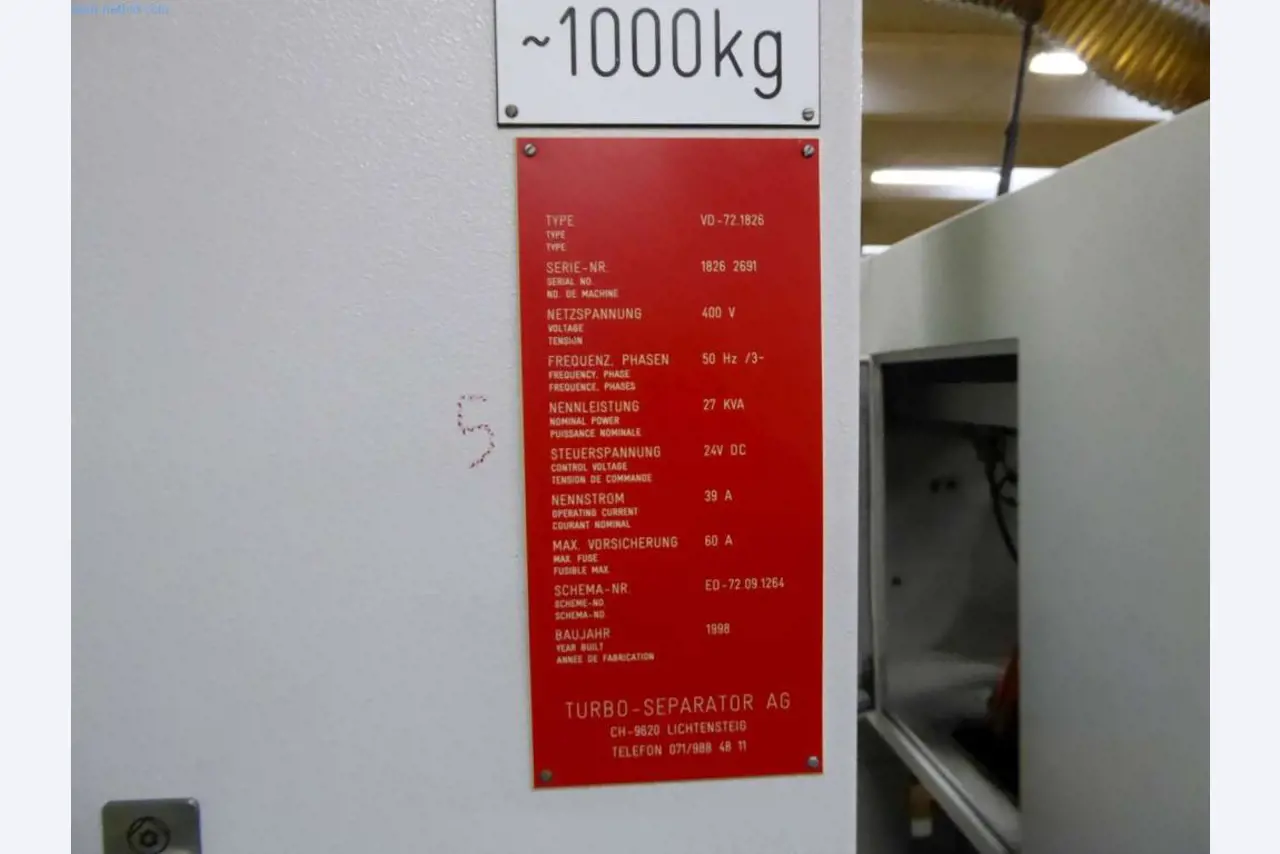 ~1000kg
TYPE VD-72.1826
TYPE
TYPE
SERIE-NR. 1826 2691
SERIAL NO.
NO. DE MACHINE
NETZSPANNUNG 400 V
VOLTAGE
TENSION
FREQUENZ, PHASEN 50 Hz /3~
FREQUENCY, PHASE
FREQUENCE, PHASES
NENNLEISTUNG 27 KVA
NOMINAL POWER
PUISSANCE NOMINALE
STEUERSPANNUNG 24V DC
CONTROL VOLTAGE
TENSION DE COMMANDE
NENNSTROM 39 A
OPERATING CURRENT
COURANT NOMINAL
MAX. VORSICHERUNG 60 A
MAX. FUSE
FUSIBLE MAX.
SCHEMA-NR. ED-72.09.1264
SCHEME-NO.
SCHEMA-NO.
BAUJAHR 1998
YEAR BUILT
ANNEE DE FABRICATION
TURBO-SEPARATOR AG
CH-9620 LICHTENSTEIG
TELEFON 071/988 48 11
5